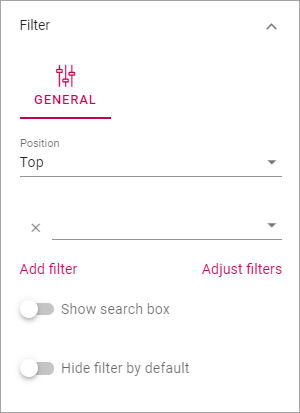 Filter
GENERAL
Position
Top
Add filter
Adjust filters
Show search box
Hide filter by default